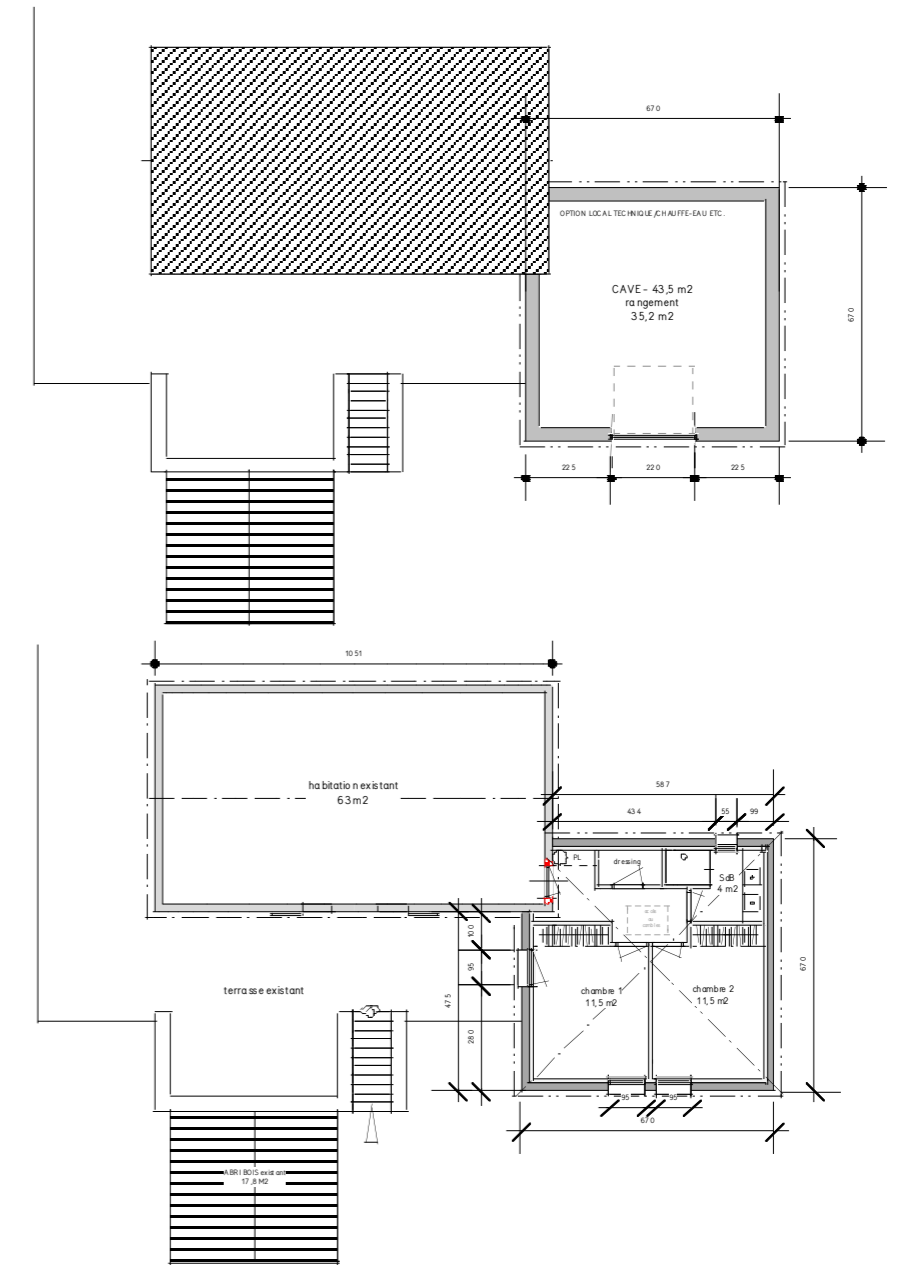 670
OPTION LOCAL TECHNIQUE/CHAUFFE-EAU ETC.
CAVE - 43,5 m2
rangement
35,2 m2
670
225
220
225
1051
habitation existant
63 m2
587
434
55
99
PL
dressing
SdB
4 m2
100
95
475
280
terrasse existant
chambre 1
11,5 m2
chambre 2
11,5 m2
670
95
95
670
ABRI BOIS existant
17,8 M2